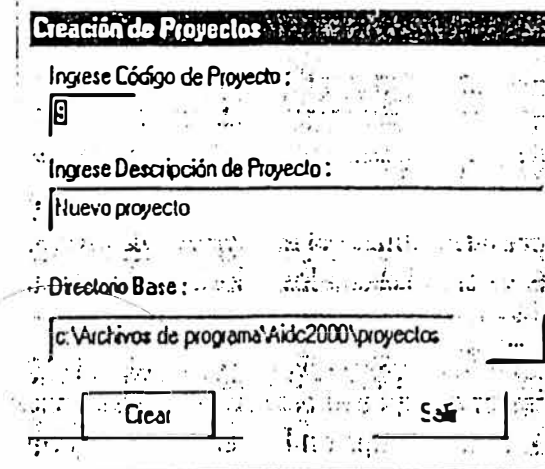 Creación de Proyectos
Ingrese Código de Proyecto :
9
Ingrese Descripción de Proyecto :
Nuevo proyecto
Directorio Base :
c:\Archivos de programa\Aidc2000\proyectos
...
Crear
Salir